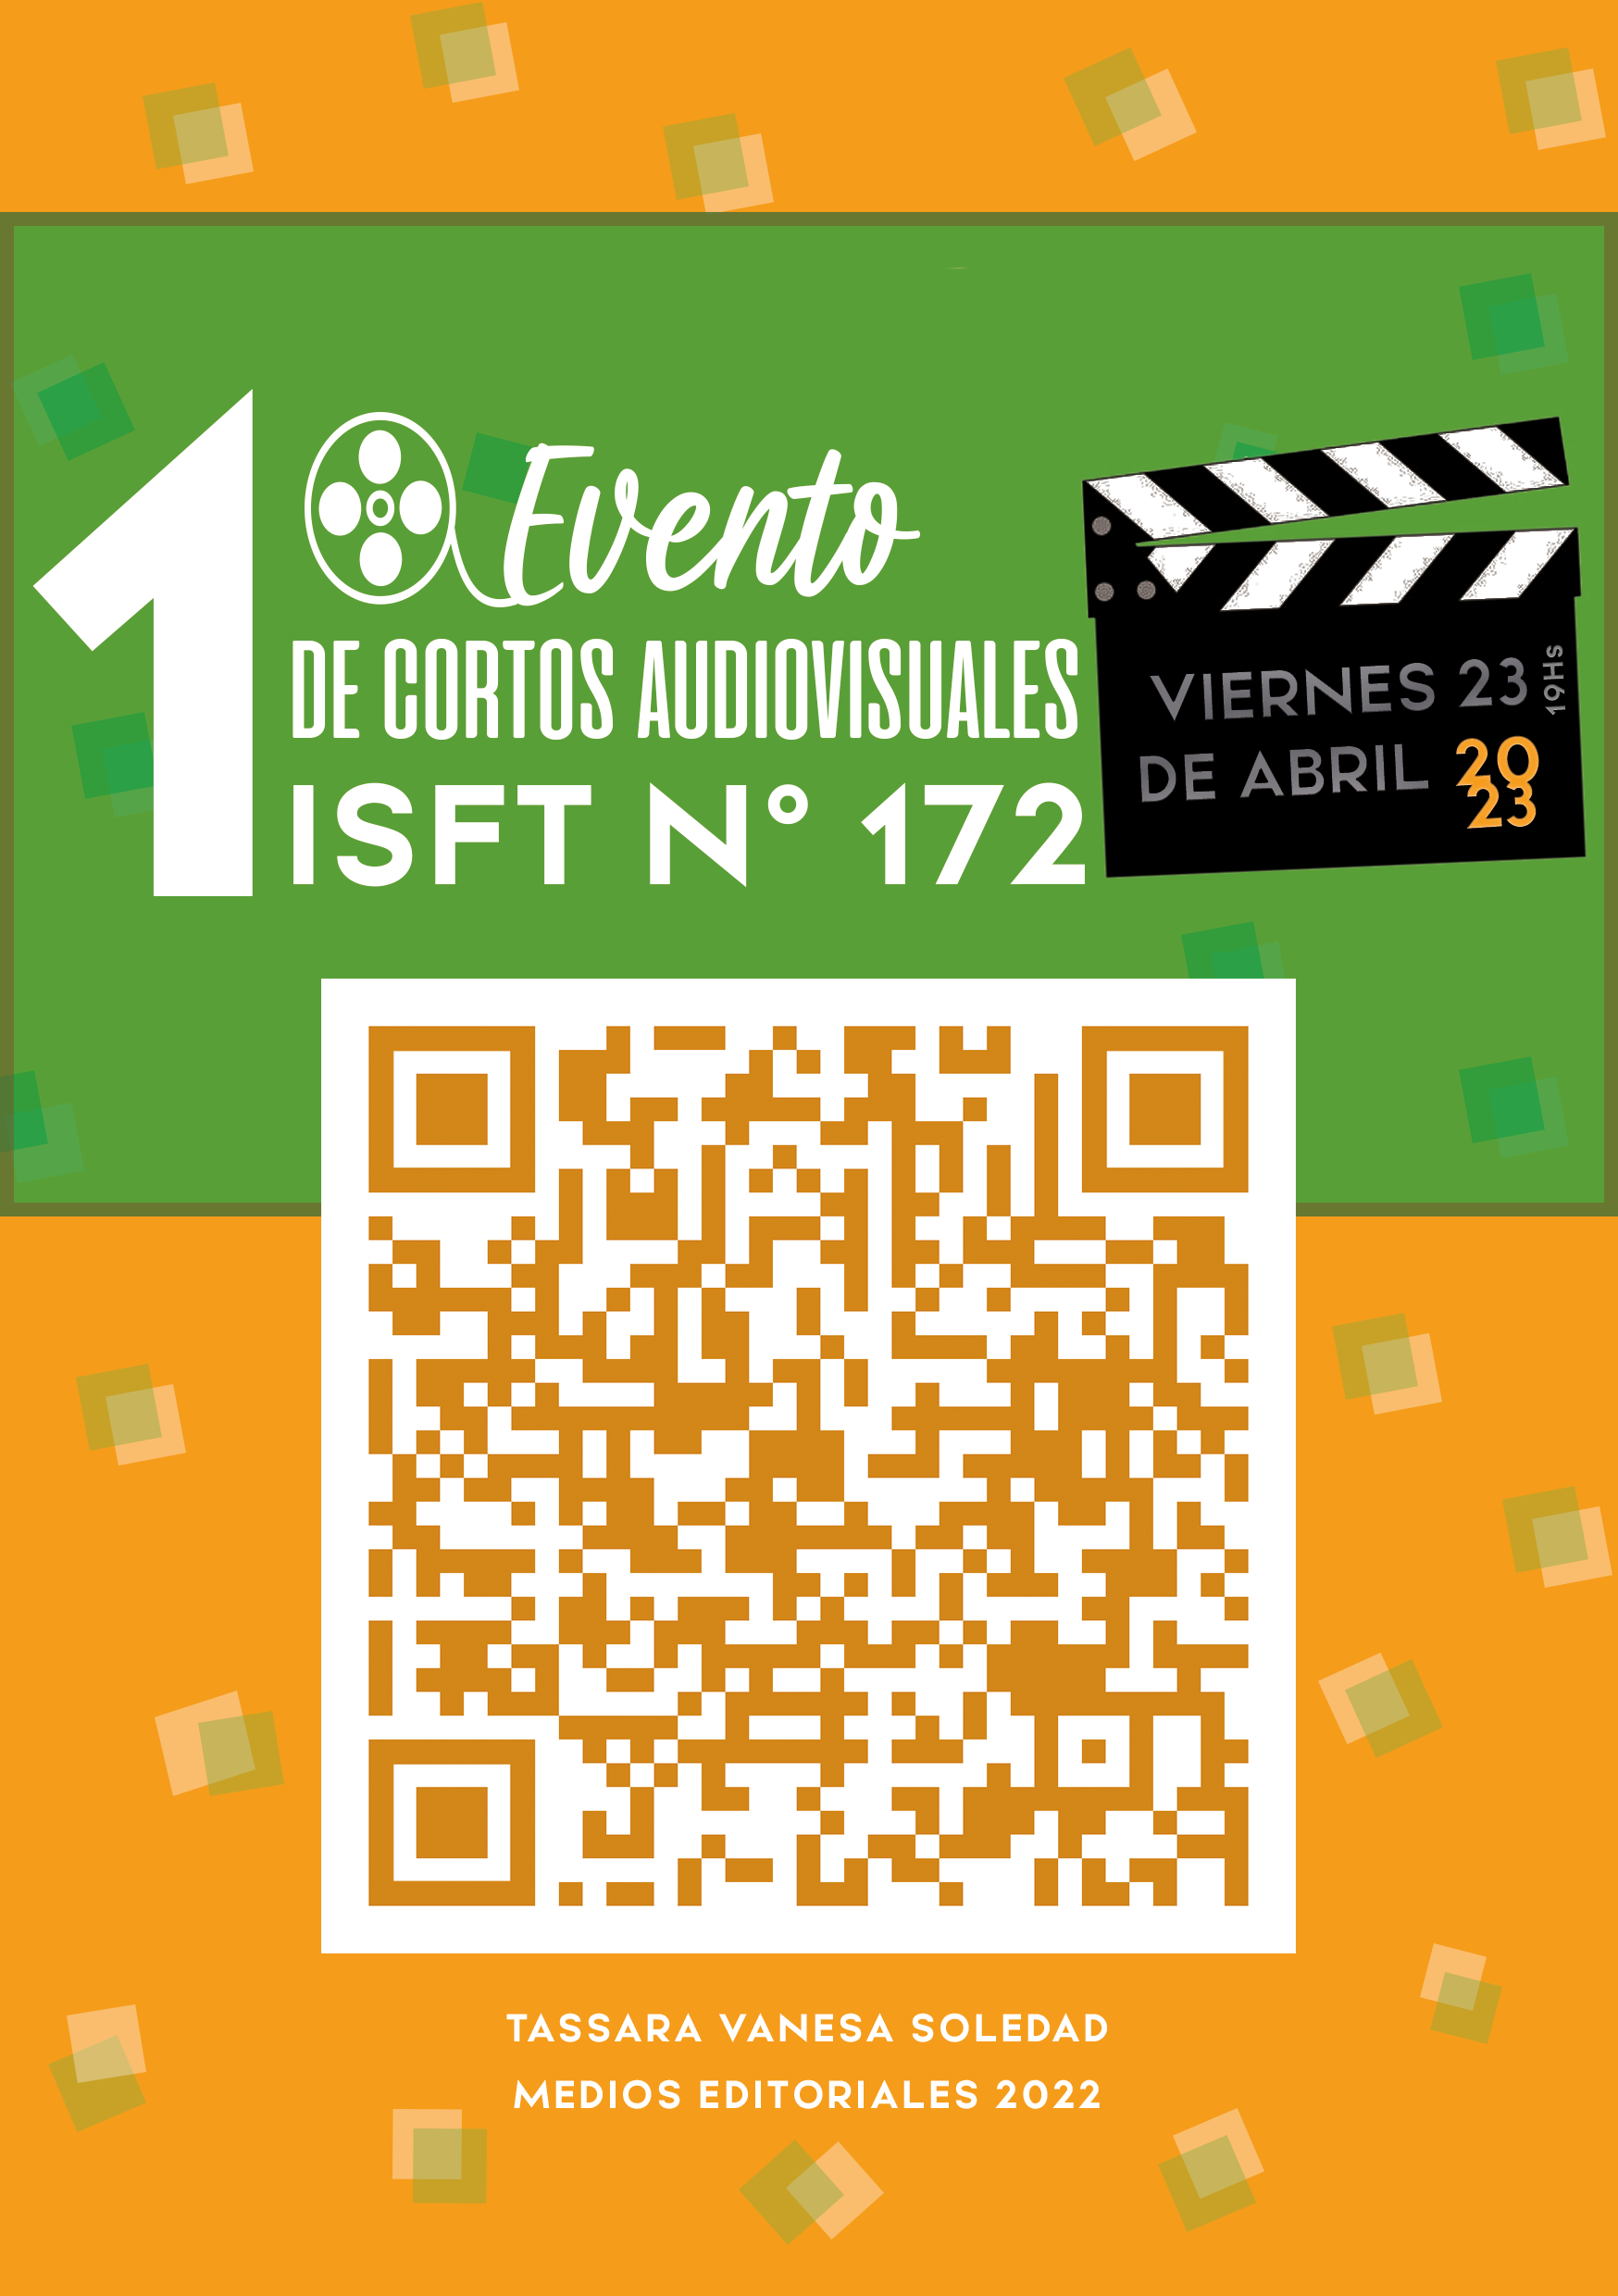 1 Evento
DE CORTOS AUDIOVISUALES
ISFT N° 172
VIERNES 23 19Hs
DE ABRIL 2023
TASSARA VANESA SOLEDAD
MEDIOS EDITORIALES 2022